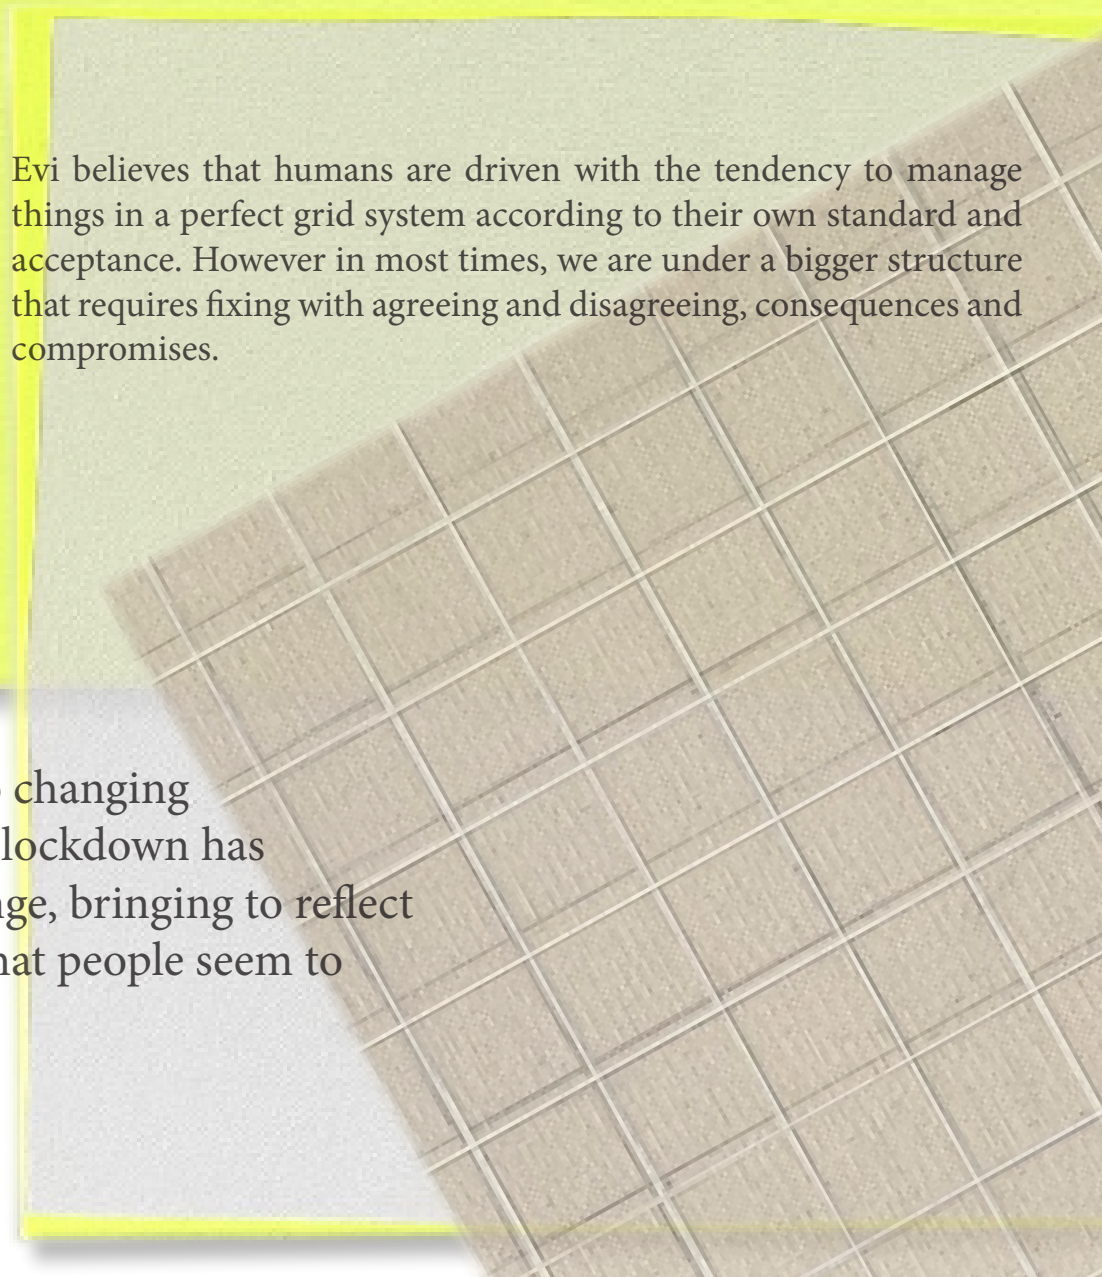 Evi believes that humans are driven with the tendency to manage
things in a perfect grid system according to their own standard and
acceptance. However in most times, we are under a bigger structure
that requires fixing with agreeing and disagreeing, consequences and
compromises.
changing
lockdown has
bringing to reflect
people seem to